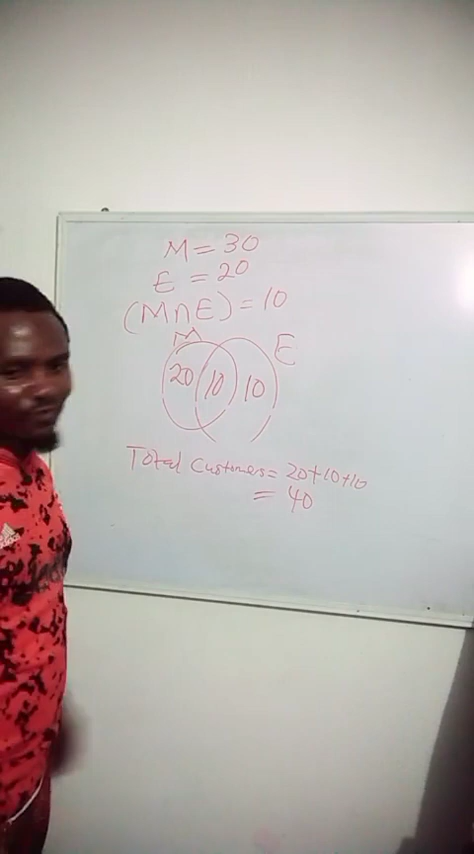 M = 30
E = 20
(M∩E) = 10
M
E
20 10 10
Total Customers = 20+10+10
= 40